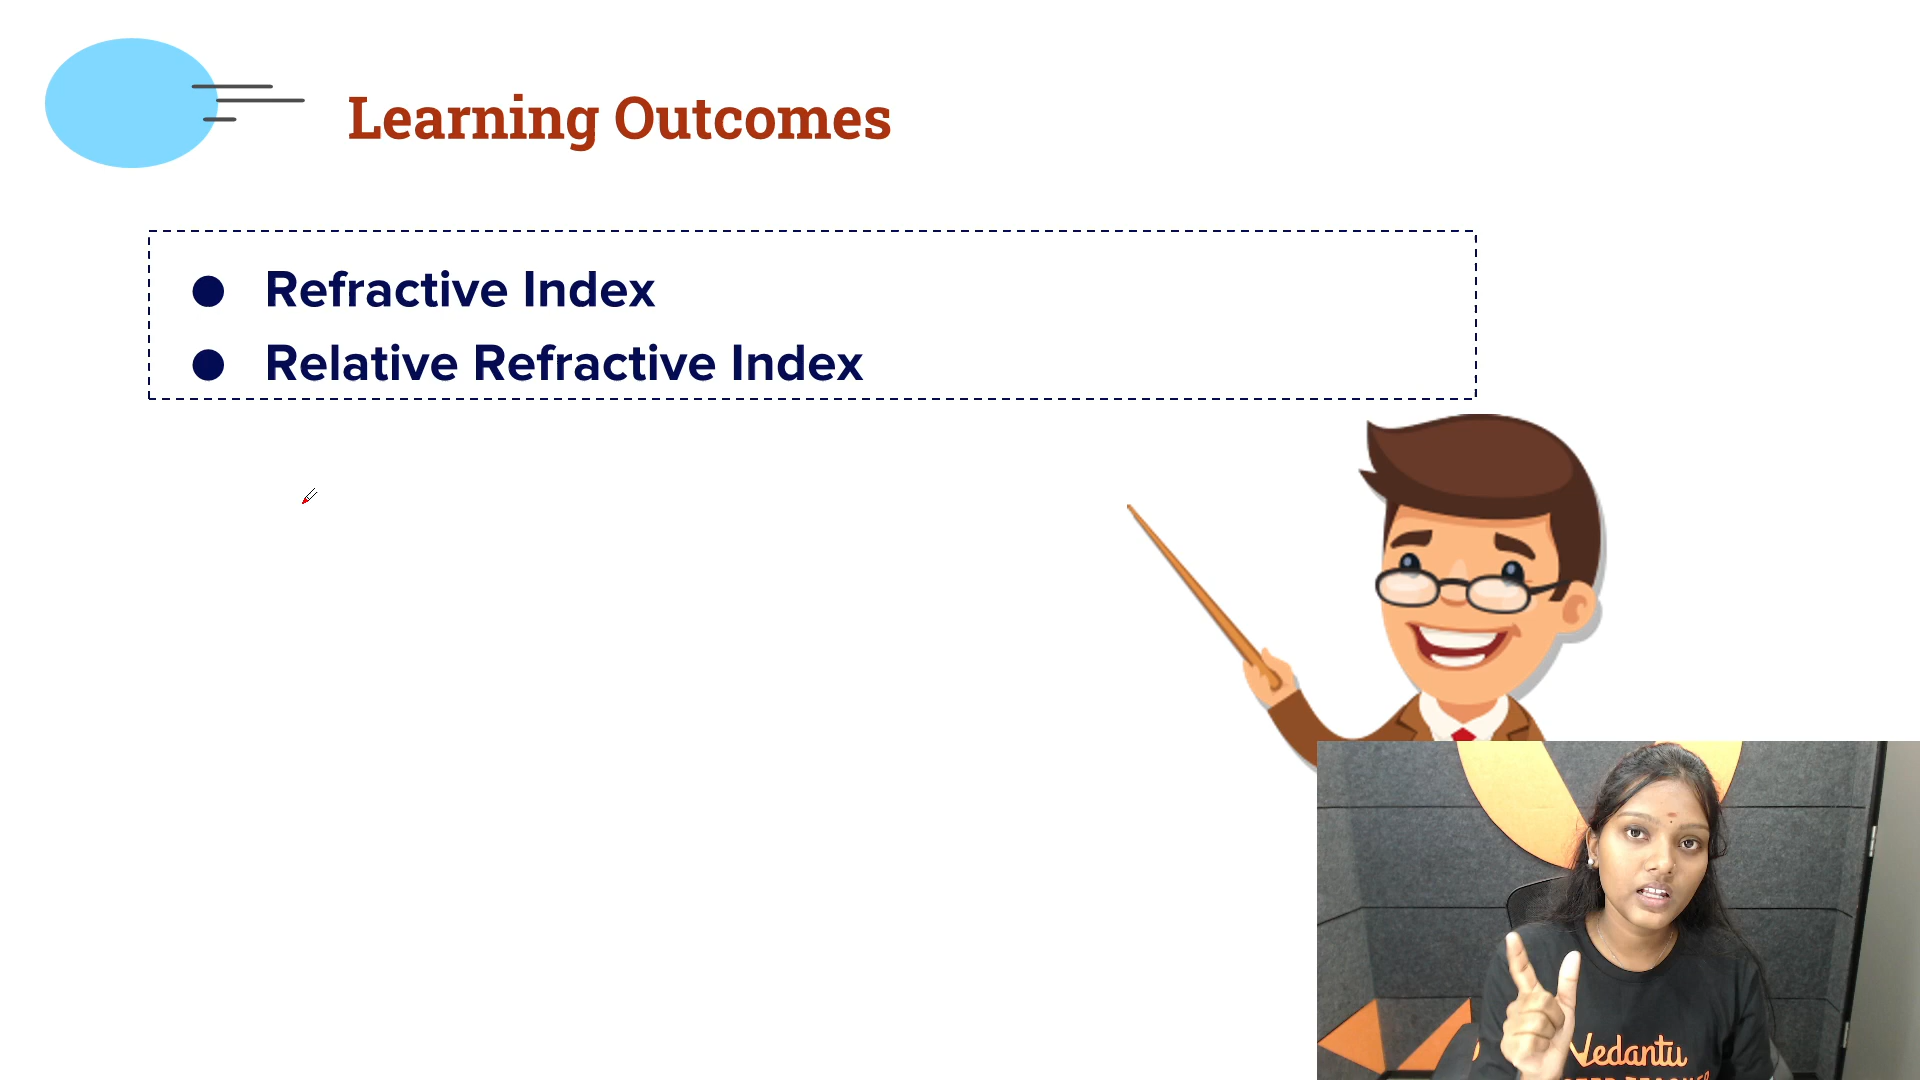 Learning Outcomes
● Refractive Index
● Relative Refractive Index
Vedantu